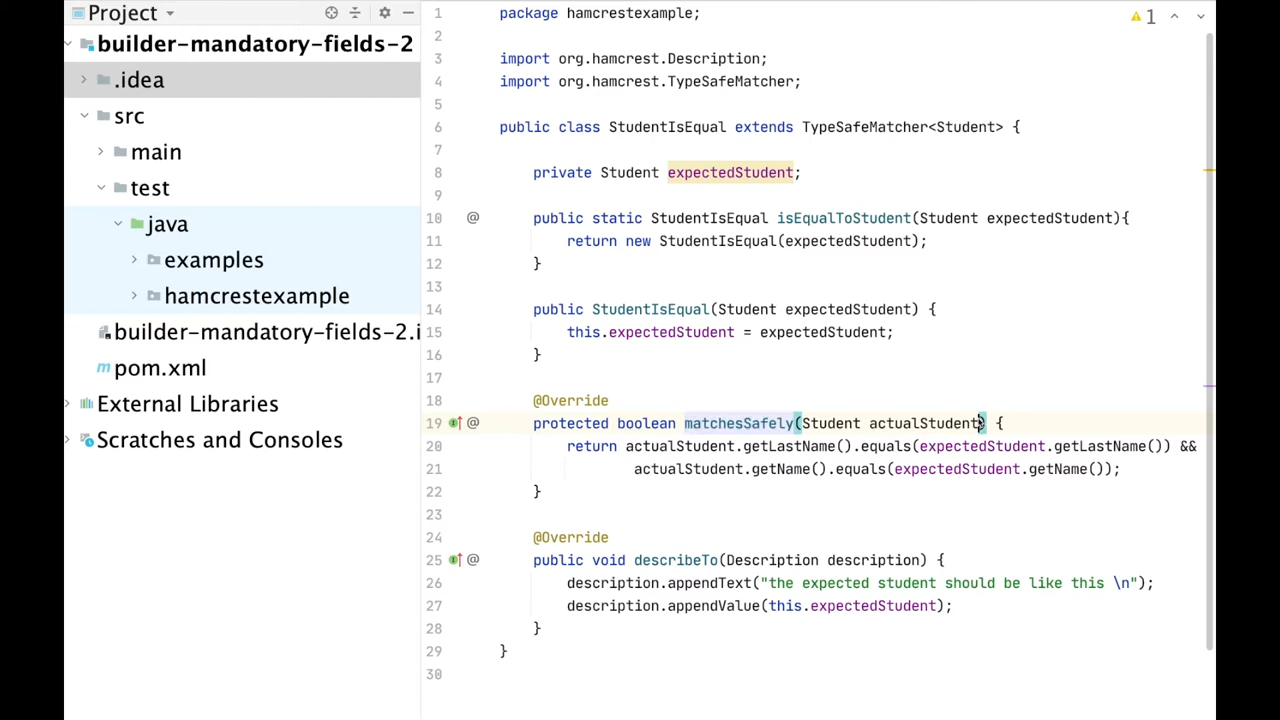 Project
builder-mandatory-fields-2
.idea
src
main
test
java
examples
hamcrestexample
builder-mandatory-fields-2.i
pom.xml
External Libraries
Scratches and Consoles
1
1 package hamcrestexample;
2
3 import org.hamcrest.Description;
4 import org.hamcrest.TypeSafeMatcher;
5
6 public class StudentIsEqual extends TypeSafeMatcher<Student> {
7
8 private Student expectedStudent;
9
10 @ public static StudentIsEqual isEqualToStudent(Student expectedStudent){
11 return new StudentIsEqual(expectedStudent);
12 }
13
14 public StudentIsEqual(Student expectedStudent) {
15 this.expectedStudent = expectedStudent;
16 }
17
18 @Override
19 @ protected boolean matchesSafely(Student actualStudent) {
20 return actualStudent.getLastName().equals(expectedStudent.getLastName()) &&
21 actualStudent.getName().equals(expectedStudent.getName());
22 }
23
24 @Override
25 @ public void describeTo(Description description) {
26 description.appendText("the expected student should be like this \n");
27 description.appendValue(this.expectedStudent);
28 }
29 }
30